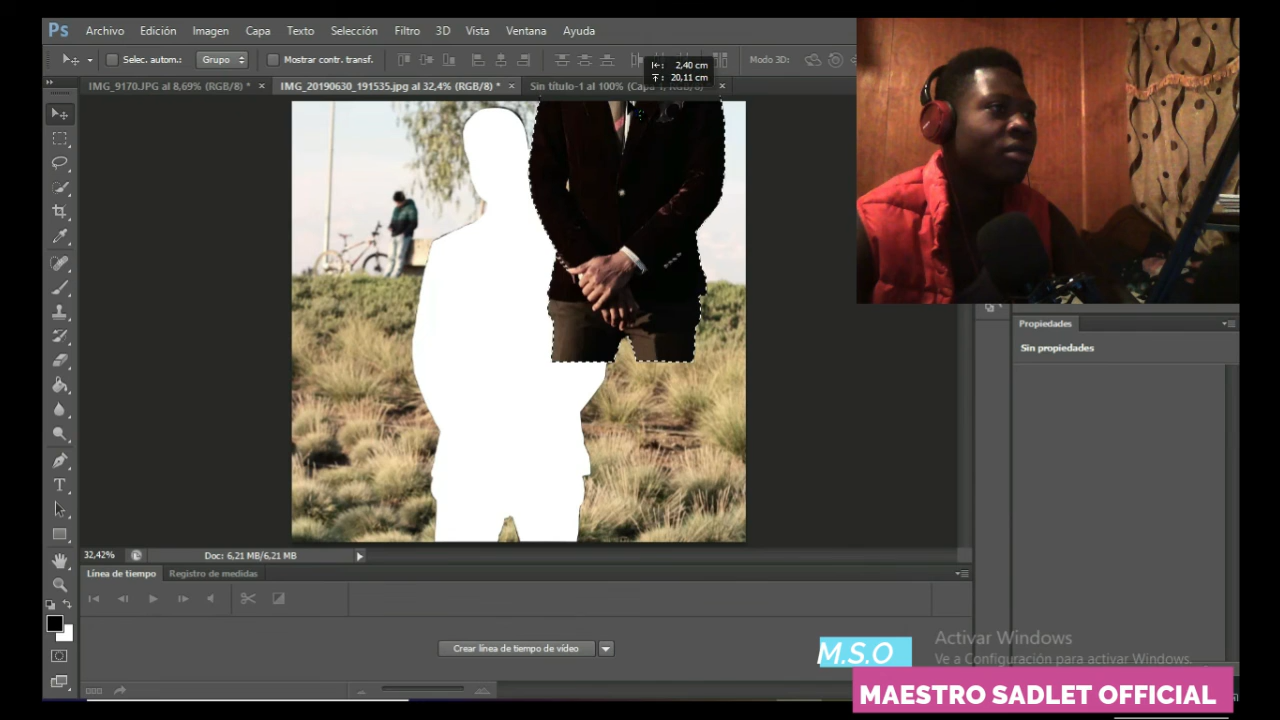 Ps Archivo Edición Imagen Capa Texto Selección Filtro 3D Vista Ventana Ayuda
Selec. autom.: Grupo Mostrar contr. transf. Modo 3D:
2,40 cm
20,11 cm
IMG_9170.JPG al 8,69% (RGB/8) * × IMG_20190630_191535.jpg al 32,4% (RGB/8) * × Sin título-1 al 100% (Capa 1, RGB/8) ×
Propiedades
Sin propiedades
32,42% Doc: 6,21 MB/6,21 MB
Línea de tiempo Registro de medidas
Crear línea de tiempo de vídeo
M.S.O
Activar Windows
Ve a Configuración para activar Windows.
MAESTRO SADLET OFFICIAL